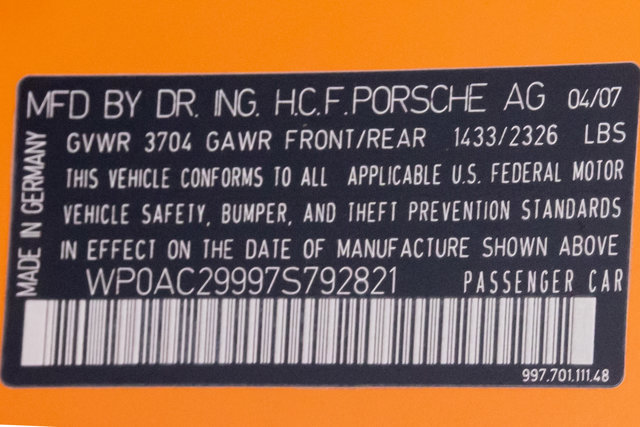 MFD BY DR. ING. H.C.F.PORSCHE AG 04/07
GVWR 3704 GAWR FRONT/REAR 1433/2326 LBS
THIS VEHICLE CONFORMS TO ALL APPLICABLE U.S. FEDERAL MOTOR
VEHICLE SAFETY, BUMPER, AND THEFT PREVENTION STANDARDS
IN EFFECT ON THE DATE OF MANUFACTURE SHOWN ABOVE
WP0AC29997S792821 PASSENGER CAR
MADE IN GERMANY
997.701.111.48